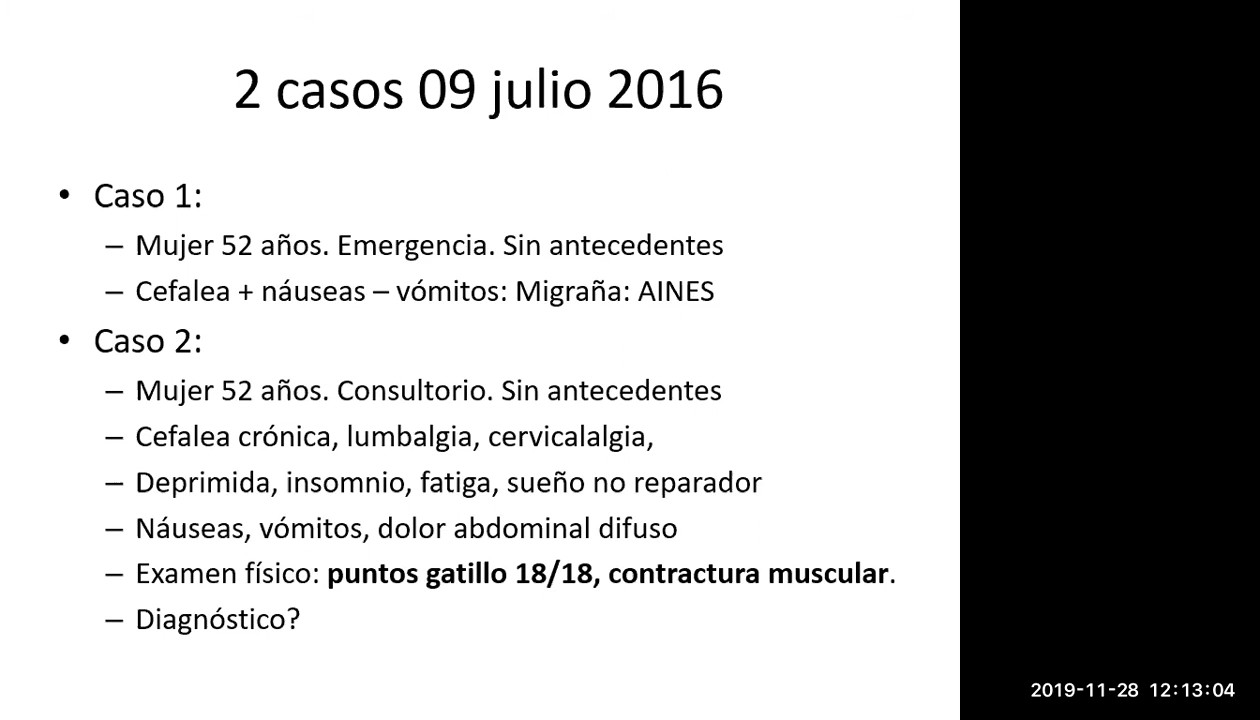 2 casos 09 julio 2016
• Caso 1:
– Mujer 52 años. Emergencia. Sin antecedentes
– Cefalea + náuseas – vómitos: Migraña: AINES
• Caso 2:
– Mujer 52 años. Consultorio. Sin antecedentes
– Cefalea crónica, lumbalgia, cervicalalgia,
– Deprimida, insomnio, fatiga, sueño no reparador
– Náuseas, vómitos, dolor abdominal difuso
– Examen físico: puntos gatillo 18/18, contractura muscular.
– Diagnóstico?
2019-11-28 12:13:04